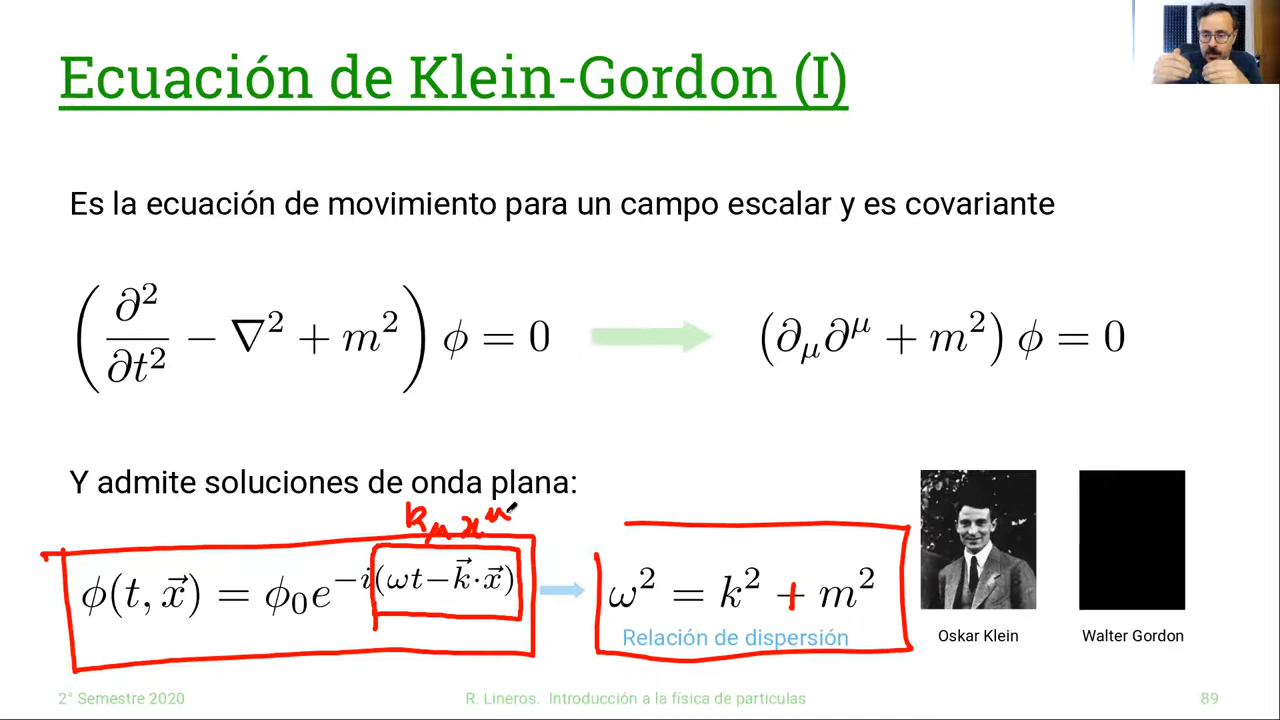 Ecuación de Klein-Gordon (I)
Es la ecuación de movimiento para un campo escalar y es covariante
(∂²/∂t² − ∇² + m²) ϕ = 0
(∂_μ ∂^μ + m²) ϕ = 0
Y admite soluciones de onda plana:
k_μ x^μ
ϕ(t, x⃗) = ϕ₀e^{−i(ωt−k⃗·x⃗)}
ω² = k² + m²
Relación de dispersión
Oskar Klein
Walter Gordon
2° Semestre 2020
R. Lineros. Introducción a la física de particulas
89